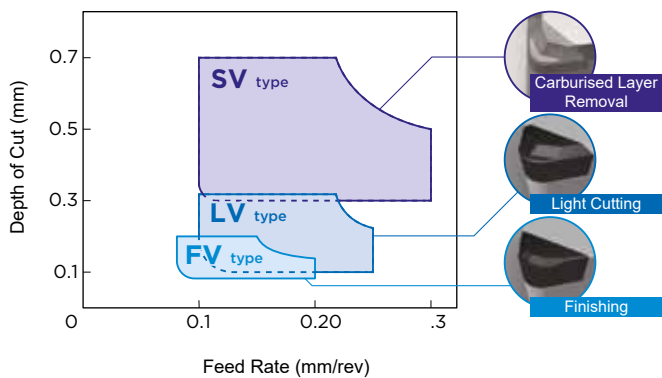 0.7
SV type
Carburised Layer
Removal
Depth of Cut (mm)
0.5
0.3
LV type
Light Cutting
FV type
0.1
Finishing
0
0.1
0.20
.3
Feed Rate (mm/rev)